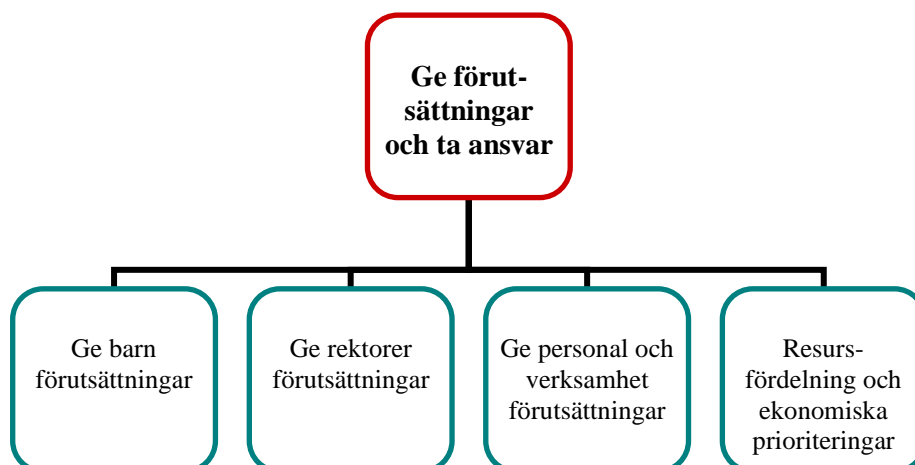 Ge förut-
sättningar
och ta ansvar
Ge barn
förutsättningar
Ge rektorer
förutsättningar
Ge personal och
verksamhet
förutsättningar
Resurs-
fördelning och
ekonomiska
prioriteringar